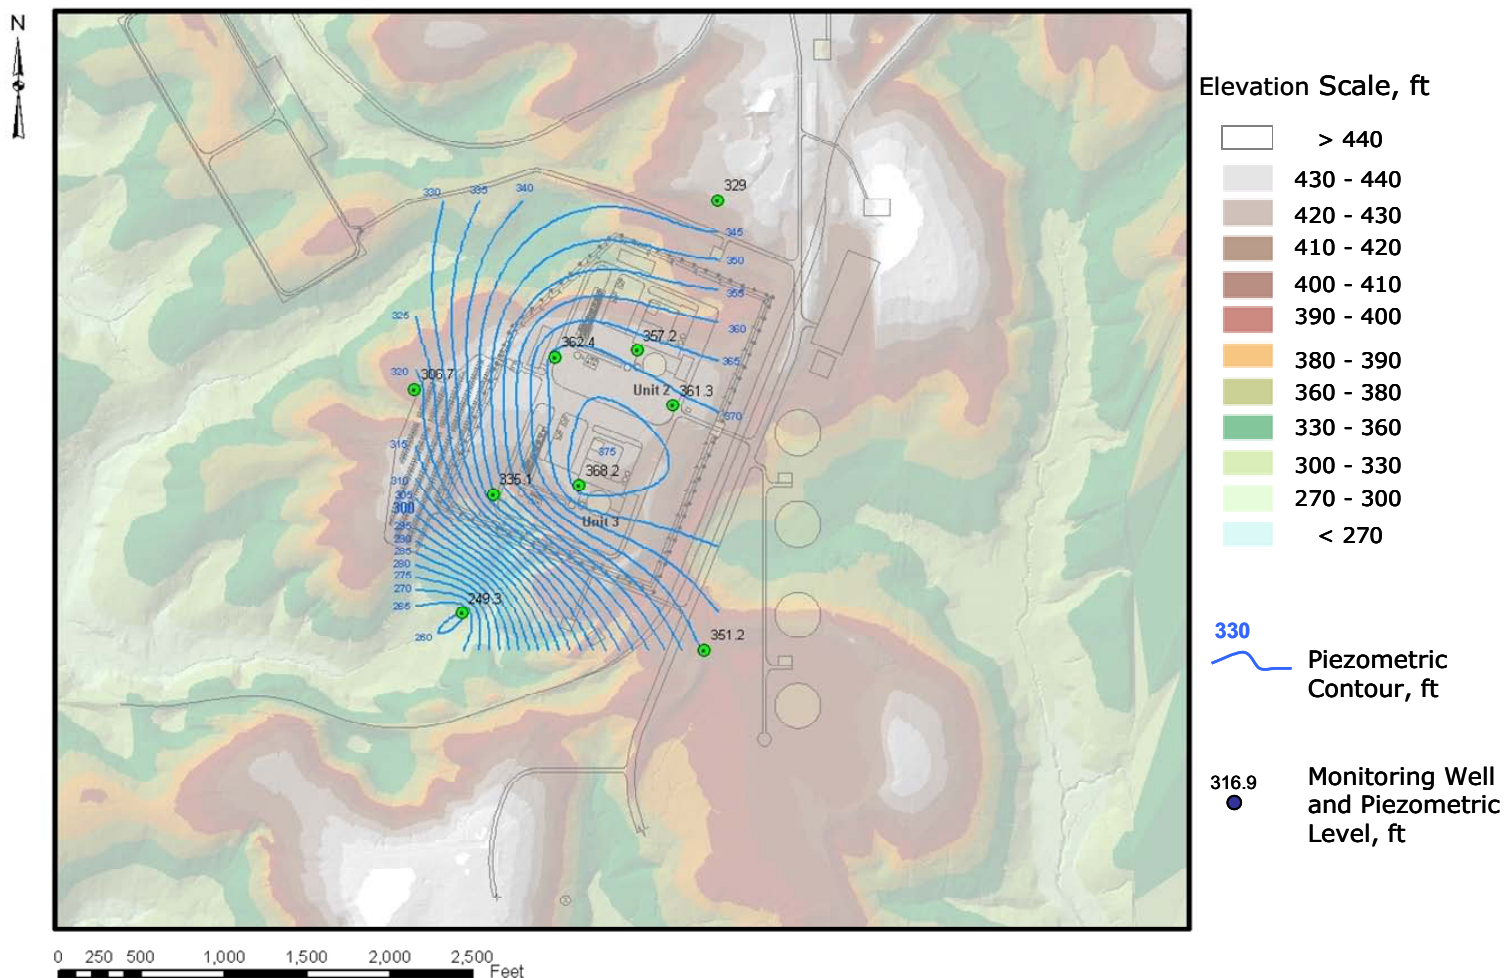 N
330
335
340
329
345
350
355
325
360
362.4
357.2
365
320
306.7
Unit 2
361.3
370
315
375
368.2
310
335.1
305
300
Unit 3
295
290
285
280
275
270
265
249.3
260
351.2
Elevation Scale, ft
> 440
430 - 440
420 - 430
410 - 420
400 - 410
390 - 400
380 - 390
360 - 380
330 - 360
300 - 330
270 - 300
< 270
330
Piezometric
Contour, ft
316.9
Monitoring Well
and Piezometric
Level, ft
0 250 500 1,000 1,500 2,000 2,500
Feet